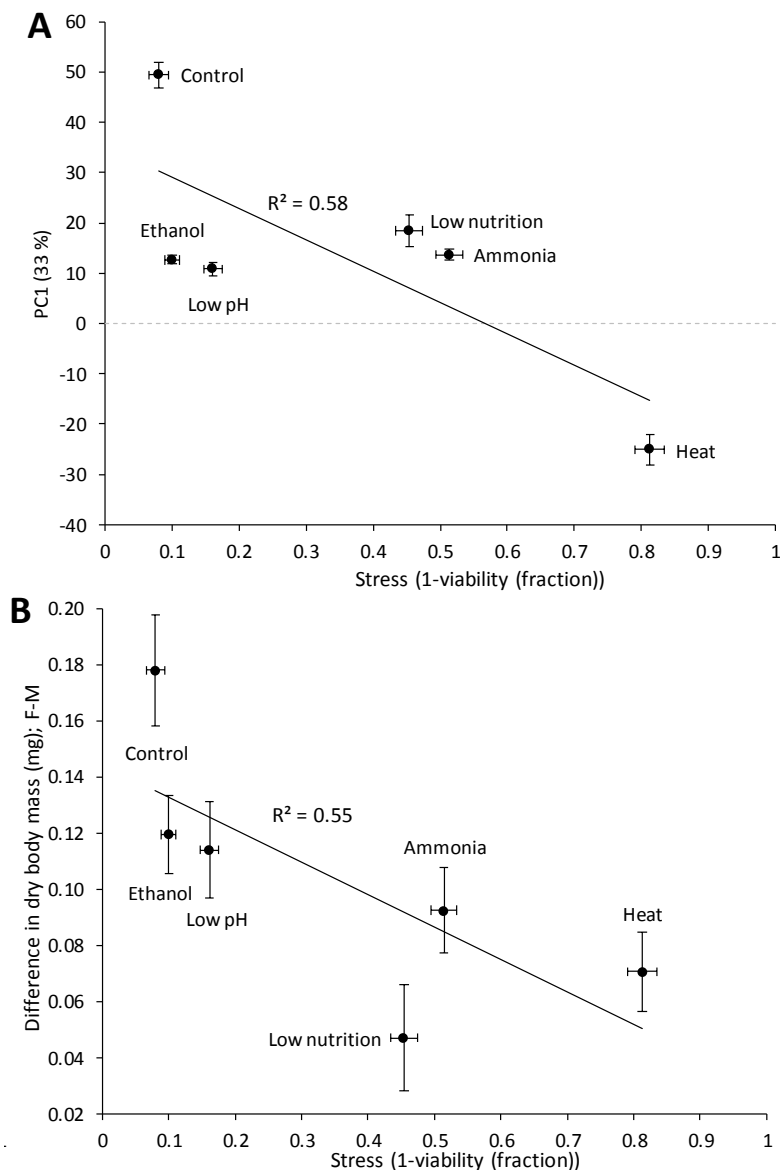 A
60
50
40
30
20
10
0
-10
-20
-30
-40
PC1 (33 %)
Control
R² = 0.58
Ethanol
Low nutrition
Ammonia
Low pH
Heat
0 0.1 0.2 0.3 0.4 0.5 0.6 0.7 0.8 0.9 1
Stress (1-viability (fraction))
B
0.20
0.18
0.16
0.14
0.12
0.10
0.08
0.06
0.04
0.02
Difference in dry body mass (mg); F-M
Control
R² = 0.55
Ammonia
Ethanol
Low pH
Heat
Low nutrition
0 0.1 0.2 0.3 0.4 0.5 0.6 0.7 0.8 0.9 1
Stress (1-viability (fraction))